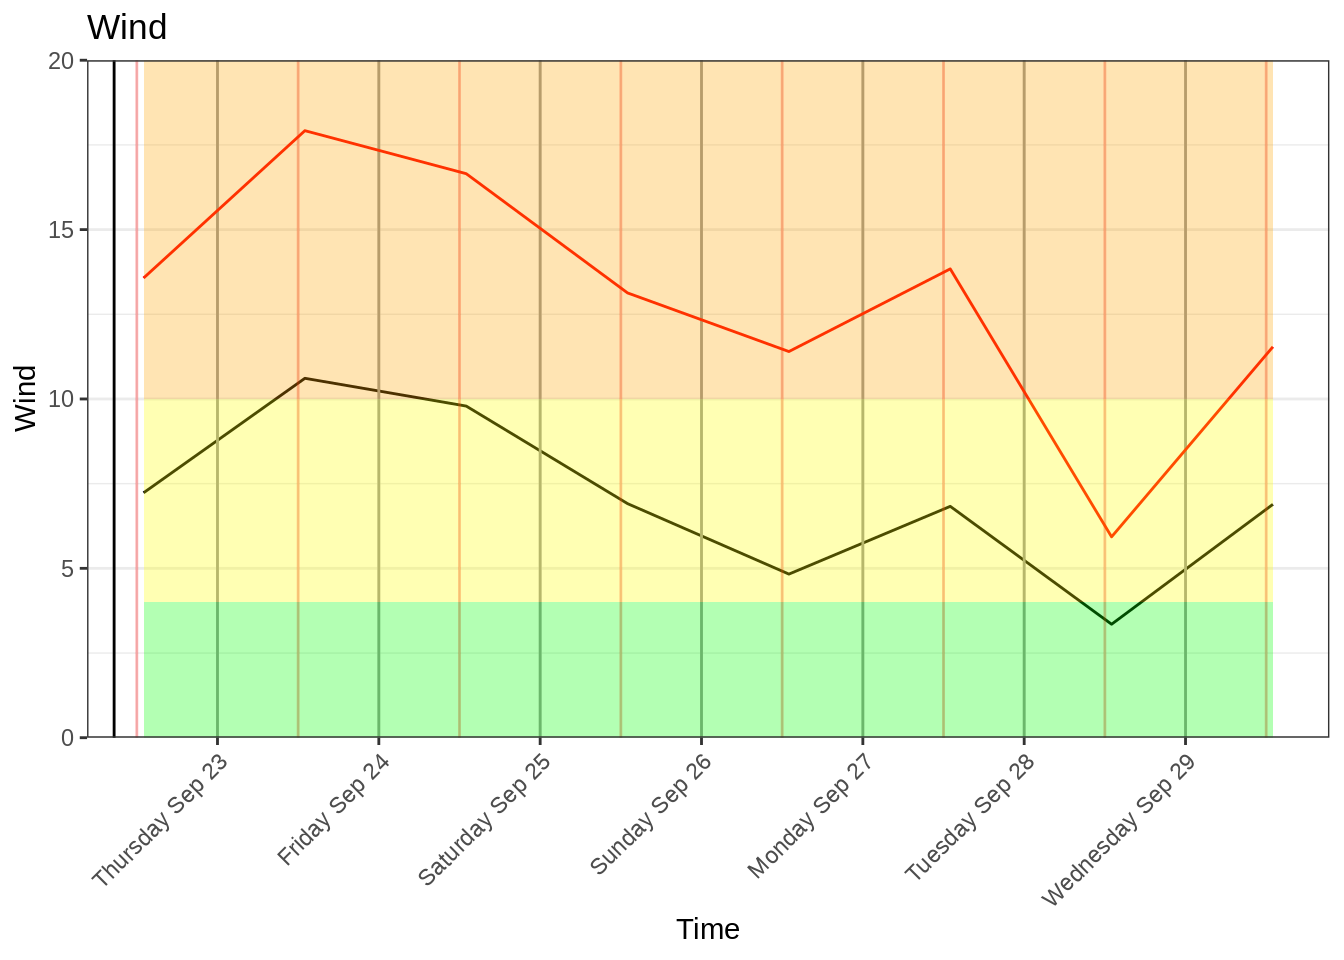 Wind
20
15
10
5
0
Wind
Thursday Sep 23
Friday Sep 24
Saturday Sep 25
Sunday Sep 26
Monday Sep 27
Tuesday Sep 28
Wednesday Sep 29
Time